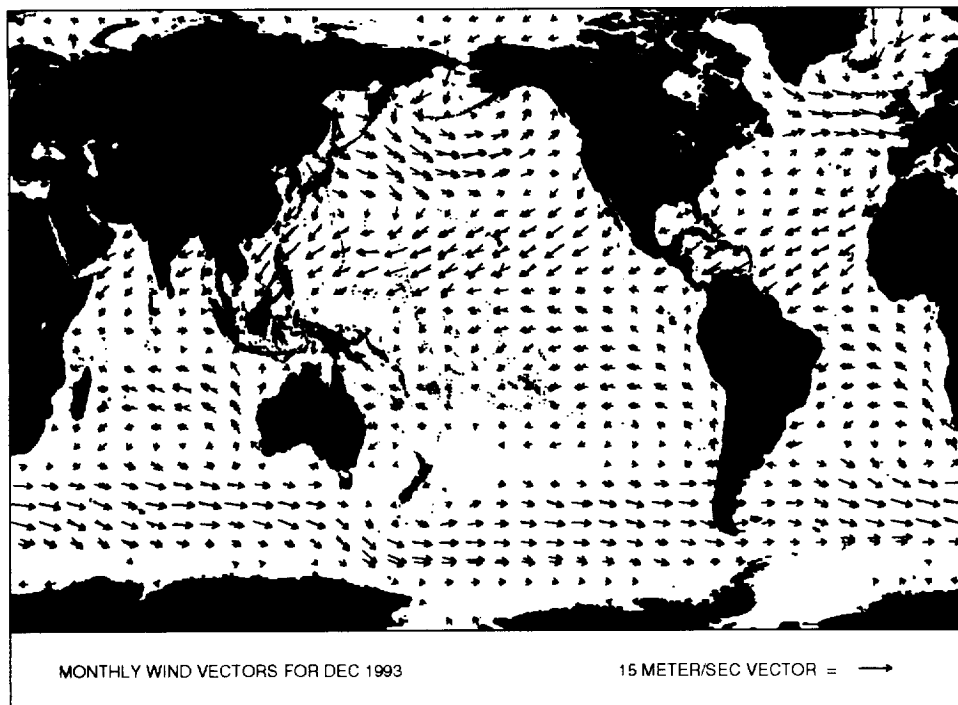 MONTHLY WIND VECTORS FOR DEC 1993
15 METER/SEC VECTOR =